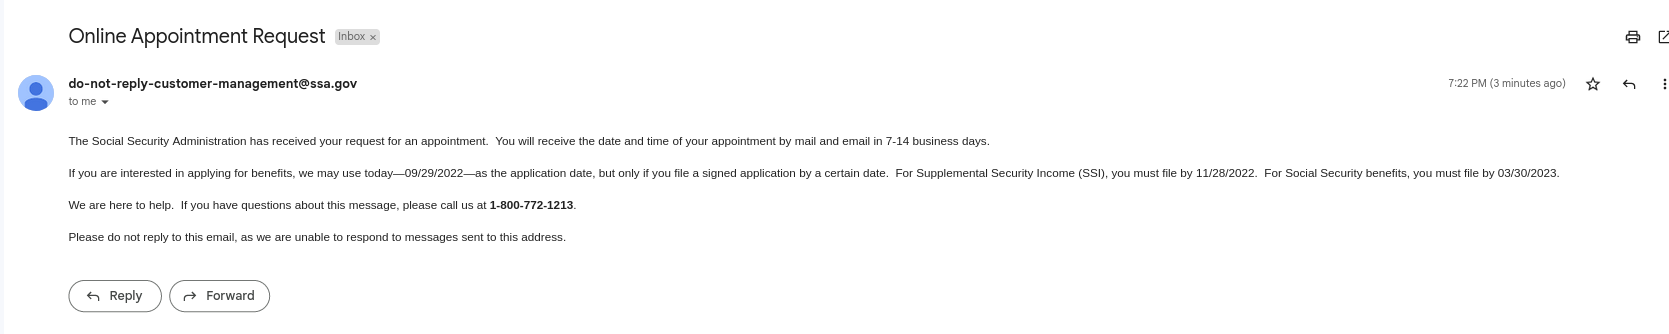 Online Appointment Request Inbox ×
do-not-reply-customer-management@ssa.gov 7:22 PM (3 minutes ago)
to me
The Social Security Administration has received your request for an appointment.  You will receive the date and time of your appointment by mail and email in 7-14 business days.
If you are interested in applying for benefits, we may use today—09/29/2022—as the application date, but only if you file a signed application by a certain date.  For Supplemental Security Income (SSI), you must file by 11/28/2022.  For Social Security benefits, you must file by 03/30/2023.
We are here to help.  If you have questions about this message, please call us at 1-800-772-1213.
Please do not reply to this email, as we are unable to respond to messages sent to this address.
Reply Forward